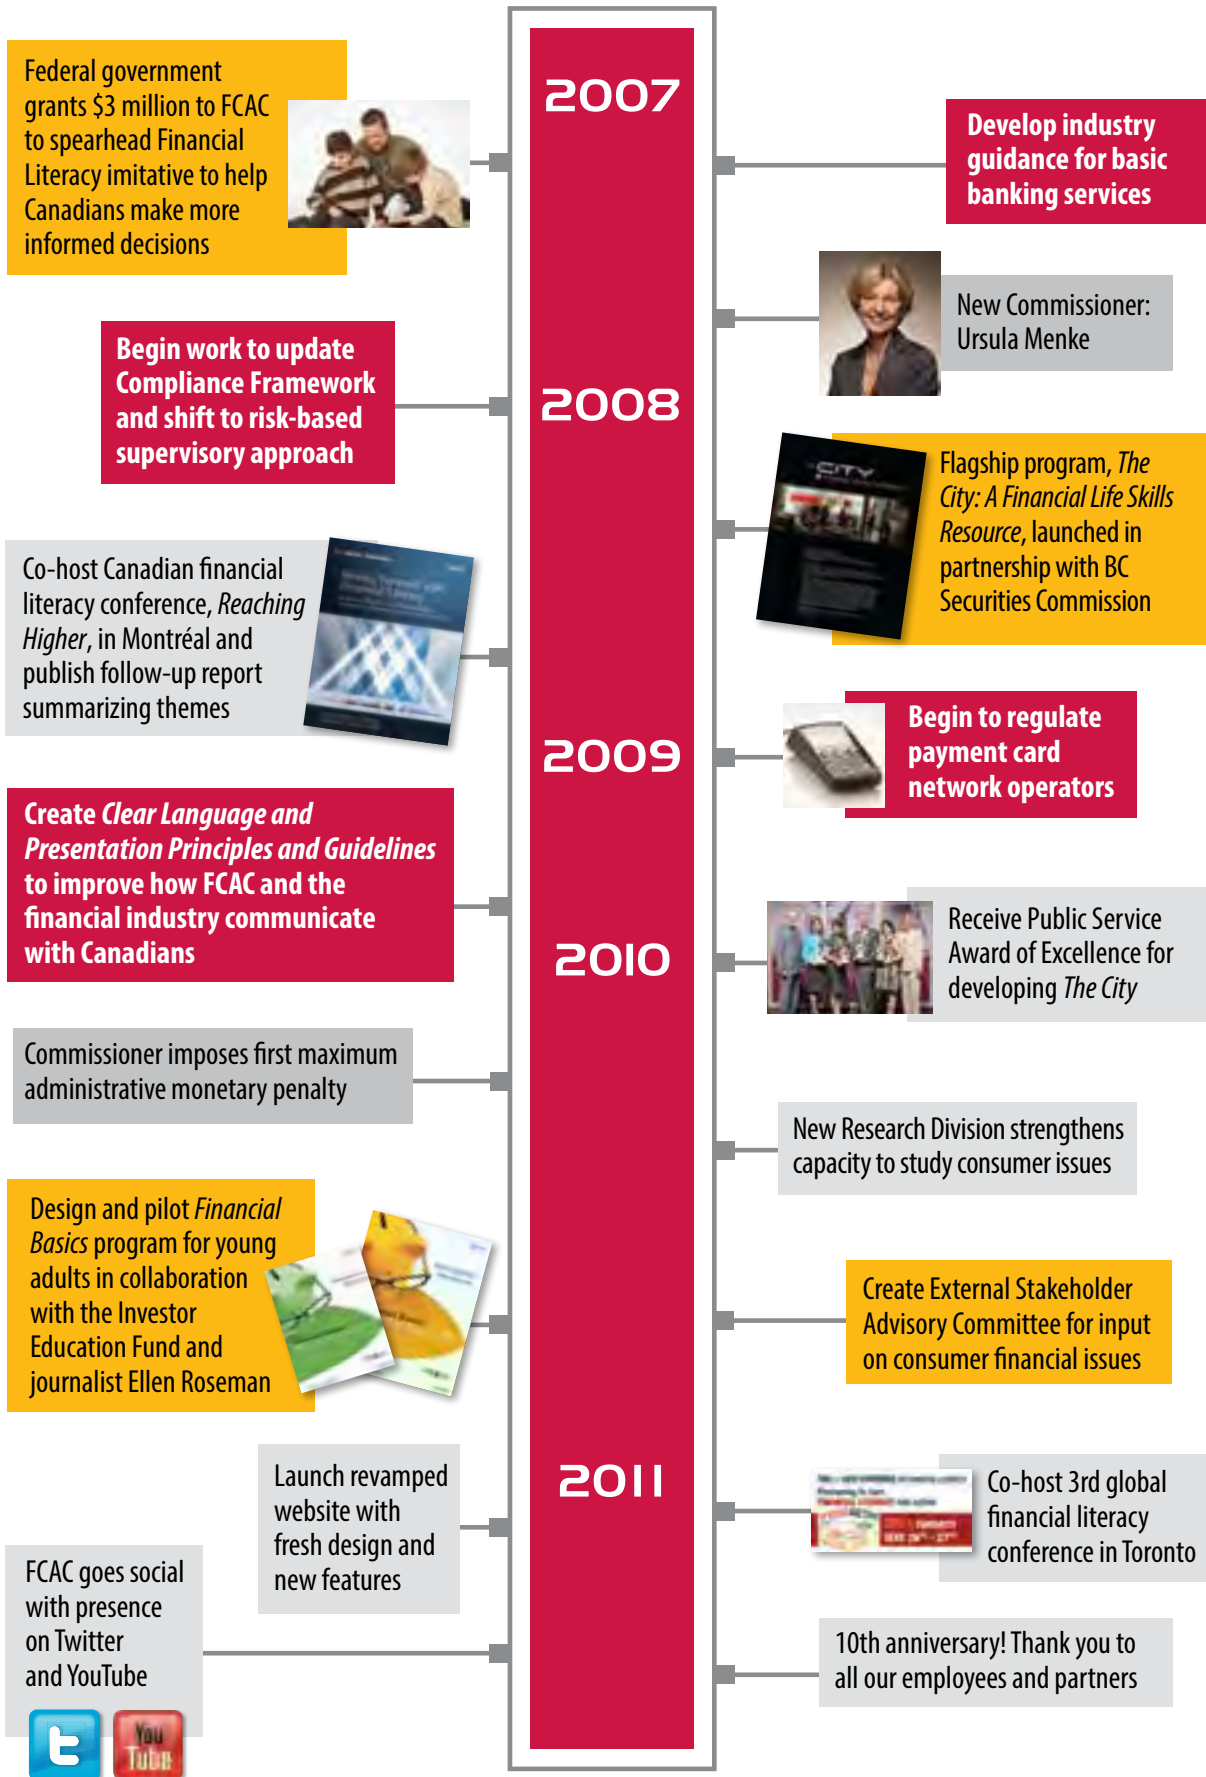 2007
Federal government
grants $3 million to FCAC
to spearhead Financial
Literacy imitative to help
Canadians make more
informed decisions
Develop industry
guidance for basic
banking services
New Commissioner:
Ursula Menke
2008
Begin work to update
Compliance Framework
and shift to risk-based
supervisory approach
CITY
Flagship program, The
City: A Financial Life Skills
Resource, launched in
partnership with BC
Securities Commission
Co-host Canadian financial
literacy conference, Reaching
Higher, in Montréal and
publish follow-up report
summarizing themes
2009
Begin to regulate
payment card
network operators
Create Clear Language and
Presentation Principles and Guidelines
to improve how FCAC and the
financial industry communicate
with Canadians
2010
Receive Public Service
Award of Excellence for
developing The City
Commissioner imposes first maximum
administrative monetary penalty
New Research Division strengthens
capacity to study consumer issues
Design and pilot Financial
Basics program for young
adults in collaboration
with the Investor
Education Fund and
journalist Ellen Roseman
Create External Stakeholder
Advisory Committee for input
on consumer financial issues
2011
Launch revamped
website with
fresh design and
new features
Co-host 3rd global
financial literacy
conference in Toronto
FCAC goes social
with presence
on Twitter
and YouTube
t
You
Tube
10th anniversary! Thank you to
all our employees and partners